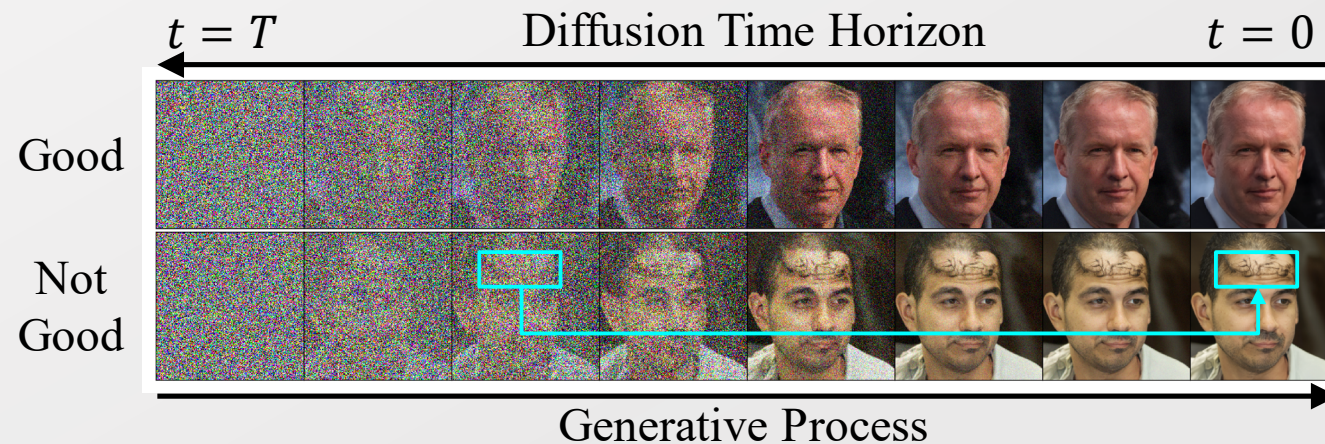 t = T Diffusion Time Horizon t = 0
Good
Not
Good
Generative Process